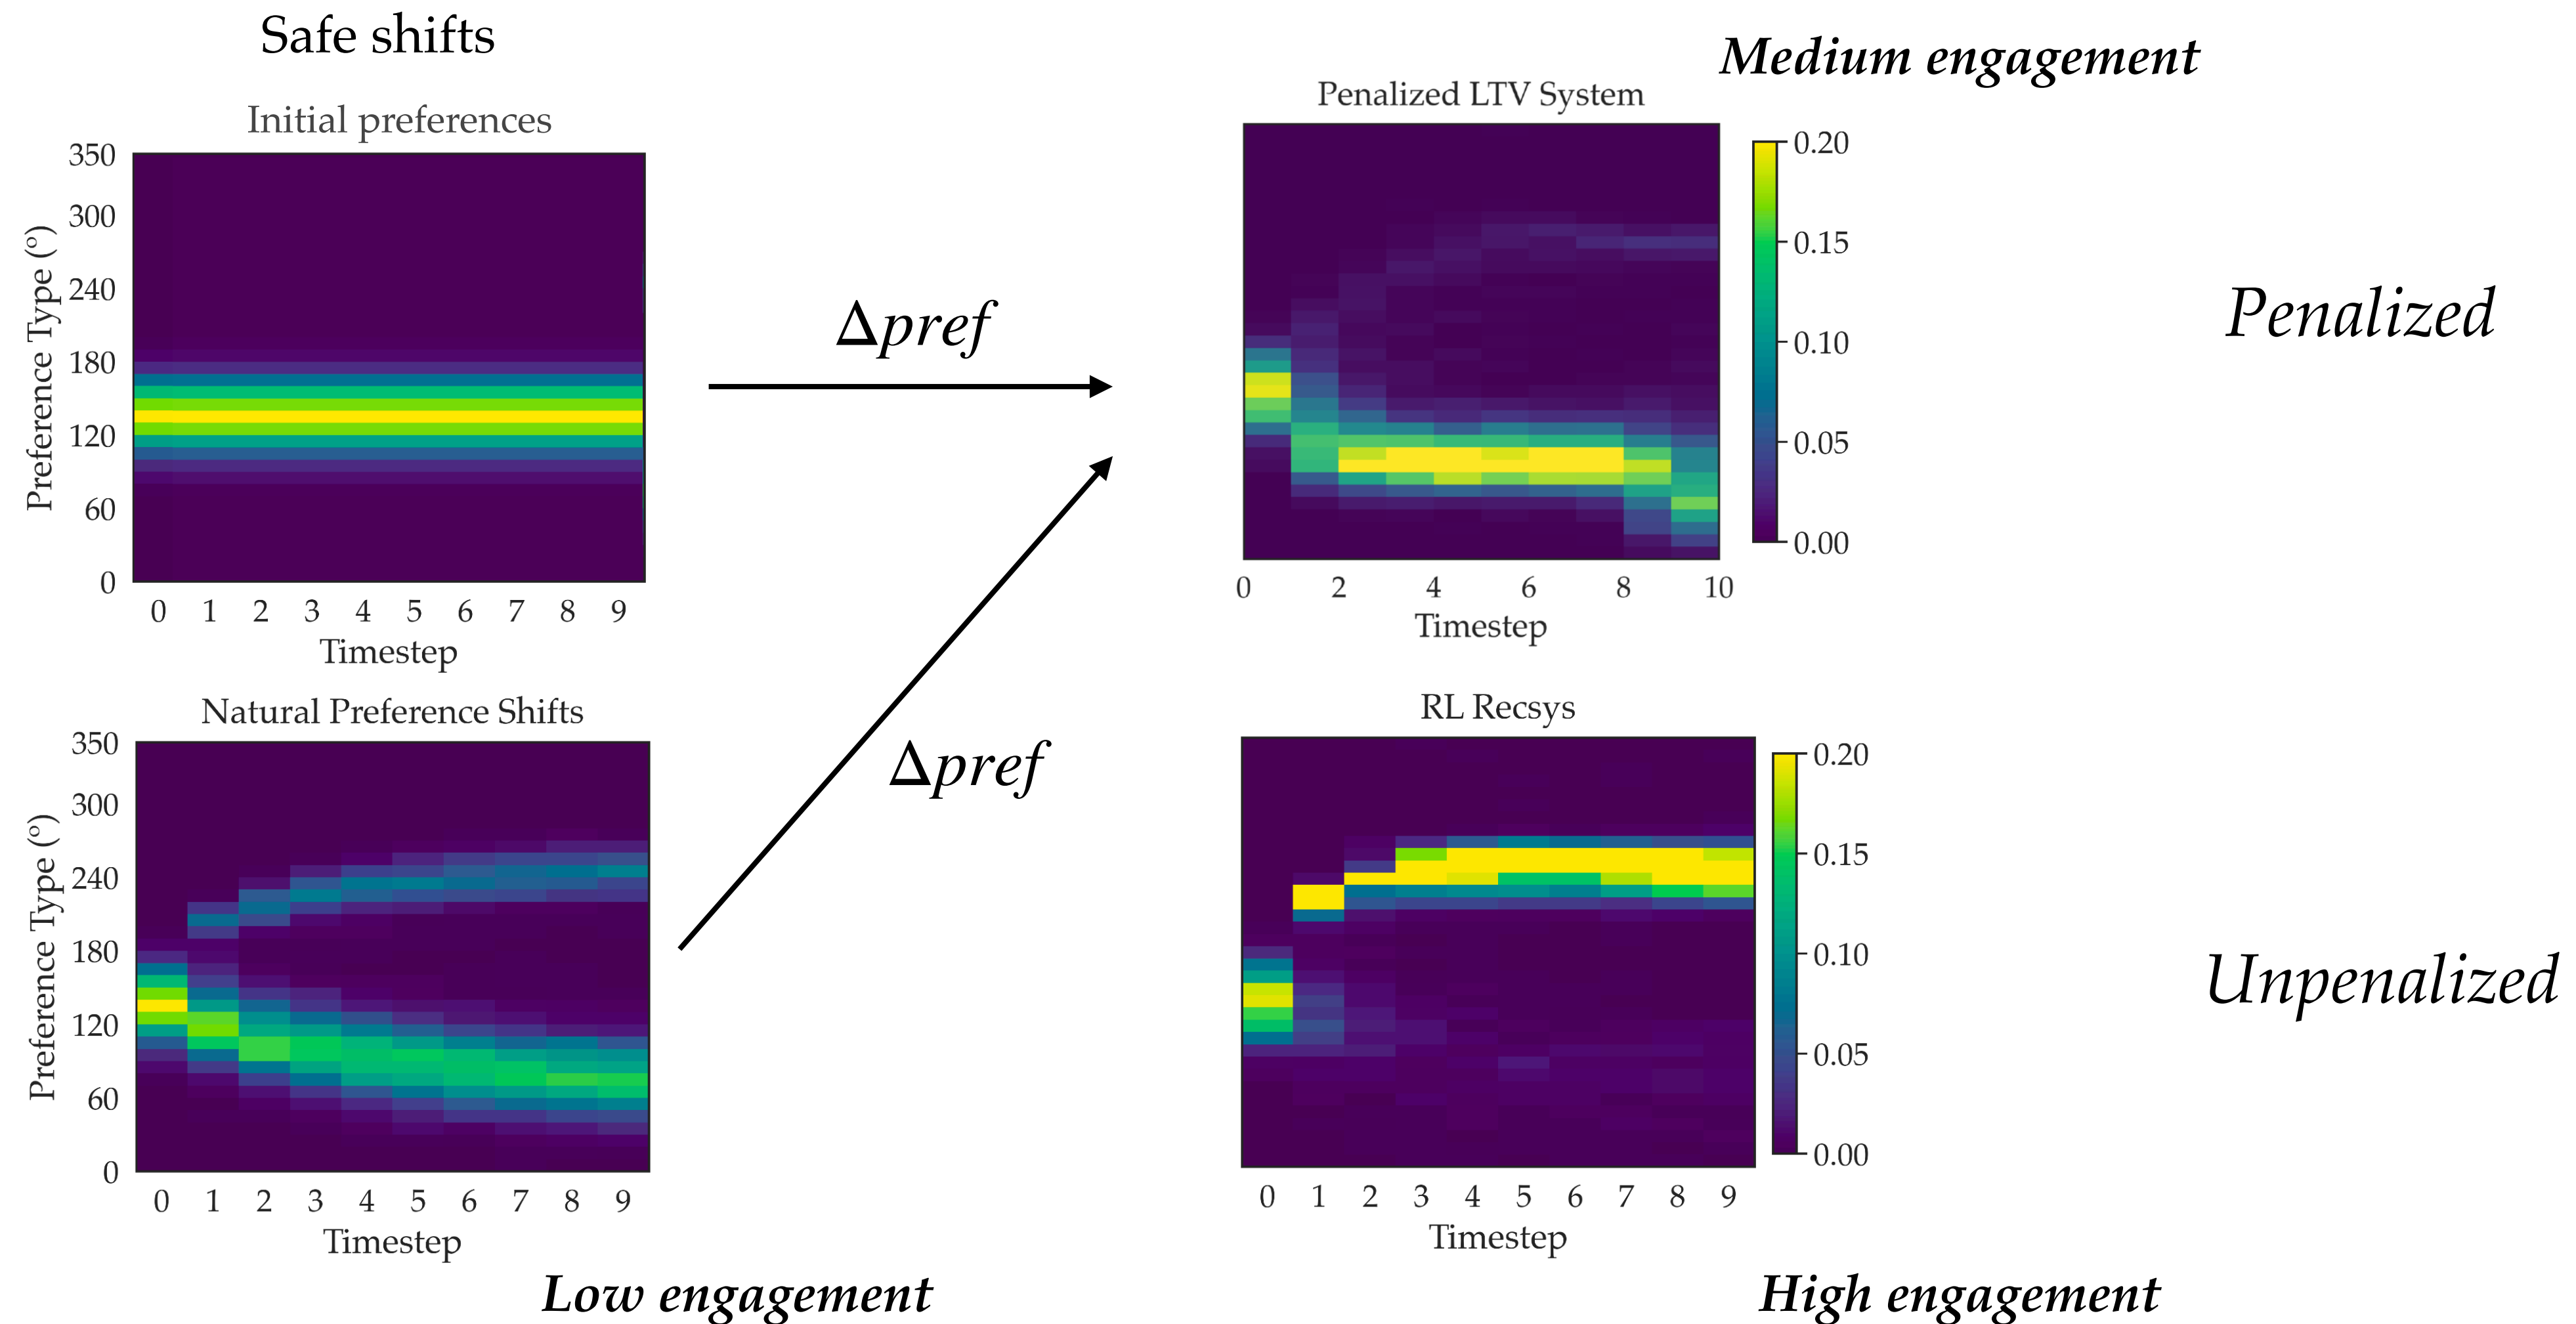 Safe shifts
Initial preferences
350
300
240
180
120
60
0
Preference Type (º)
0 1 2 3 4 5 6 7 8 9
Timestep
Δpref
Medium engagement
Penalized LTV System
0.20
0.15
0.10
0.05
0.00
0 2 4 6 8 10
Timestep
Penalized
Natural Preference Shifts
350
300
240
180
120
60
0
Preference Type (º)
0 1 2 3 4 5 6 7 8 9
Timestep
Low engagement
Δpref
RL Recsys
0.20
0.15
0.10
0.05
0.00
0 1 2 3 4 5 6 7 8 9
Timestep
High engagement
Unpenalized